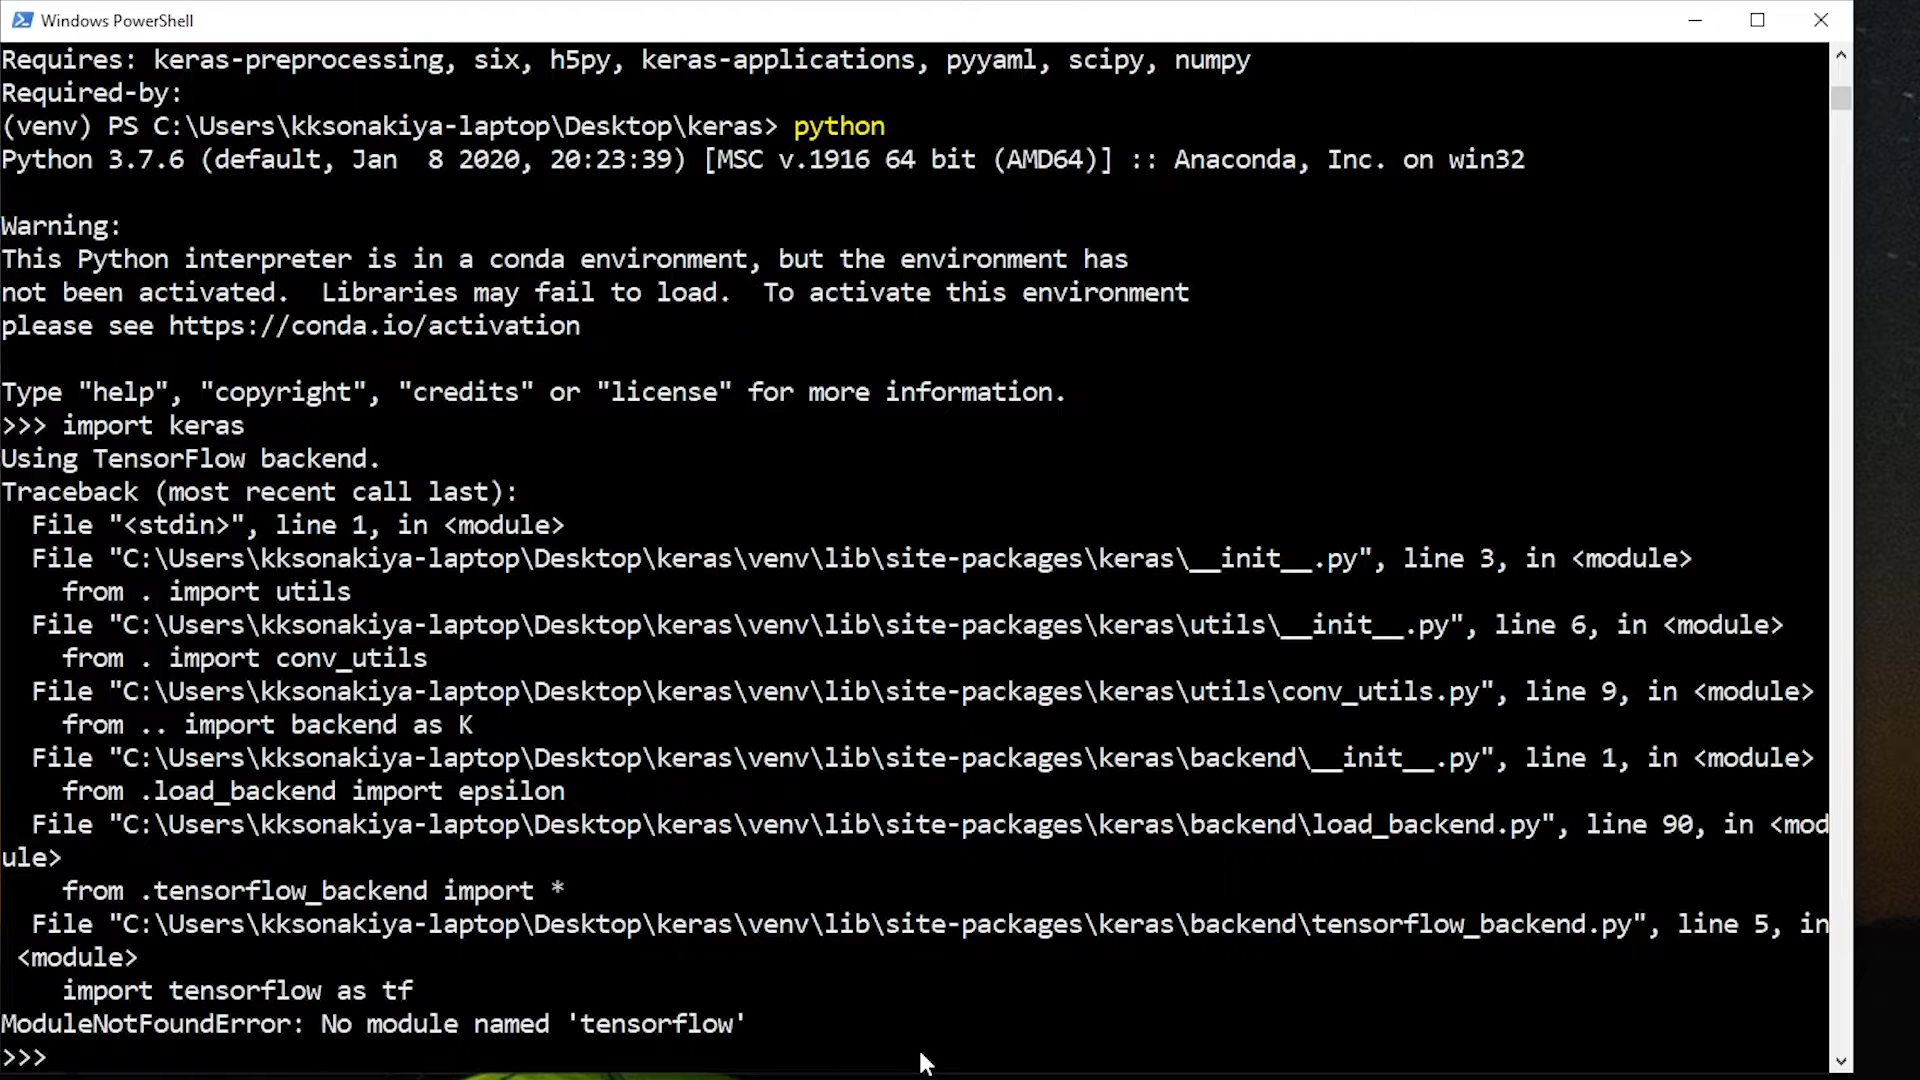 Windows PowerShell
Requires: keras-preprocessing, six, h5py, keras-applications, pyyaml, scipy, numpy
Required-by:
(venv) PS C:\Users\kksonakiya-laptop\Desktop\keras> python
Python 3.7.6 (default, Jan  8 2020, 20:23:39) [MSC v.1916 64 bit (AMD64)] :: Anaconda, Inc. on win32
Warning:
This Python interpreter is in a conda environment, but the environment has
not been activated.  Libraries may fail to load.  To activate this environment
please see https://conda.io/activation
Type "help", "copyright", "credits" or "license" for more information.
>>> import keras
Using TensorFlow backend.
Traceback (most recent call last):
  File "<stdin>", line 1, in <module>
  File "C:\Users\kksonakiya-laptop\Desktop\keras\venv\lib\site-packages\keras\__init__.py", line 3, in <module>
    from . import utils
  File "C:\Users\kksonakiya-laptop\Desktop\keras\venv\lib\site-packages\keras\utils\__init__.py", line 6, in <module>
    from . import conv_utils
  File "C:\Users\kksonakiya-laptop\Desktop\keras\venv\lib\site-packages\keras\utils\conv_utils.py", line 9, in <module>
    from .. import backend as K
  File "C:\Users\kksonakiya-laptop\Desktop\keras\venv\lib\site-packages\keras\backend\__init__.py", line 1, in <module>
    from .load_backend import epsilon
  File "C:\Users\kksonakiya-laptop\Desktop\keras\venv\lib\site-packages\keras\backend\load_backend.py", line 90, in <mod
ule>
    from .tensorflow_backend import *
  File "C:\Users\kksonakiya-laptop\Desktop\keras\venv\lib\site-packages\keras\backend\tensorflow_backend.py", line 5, in
 <module>
    import tensorflow as tf
ModuleNotFoundError: No module named 'tensorflow'
>>>